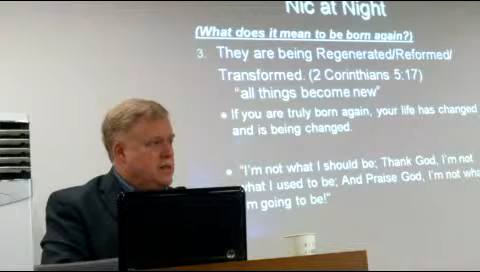 Nic at Night
(What does it mean to be born again?)
3. They are being Regenerated/Reformed/
Transformed. (2 Corinthians 5:17)
"all things become new"
• If you are truly born again, your life has changed
and is being changed.
• "I'm not what I should be; Thank God, I'm not
what I used to be; And Praise God, I'm not what
I'm going to be!"
hp